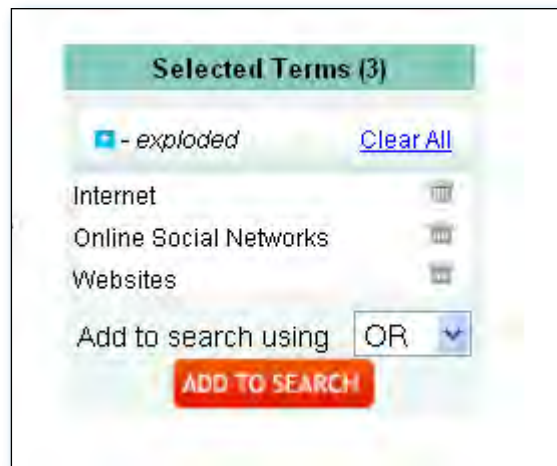 Selected Terms (3)
- exploded Clear All
Internet
Online Social Networks
Websites
Add to search using OR
ADD TO SEARCH